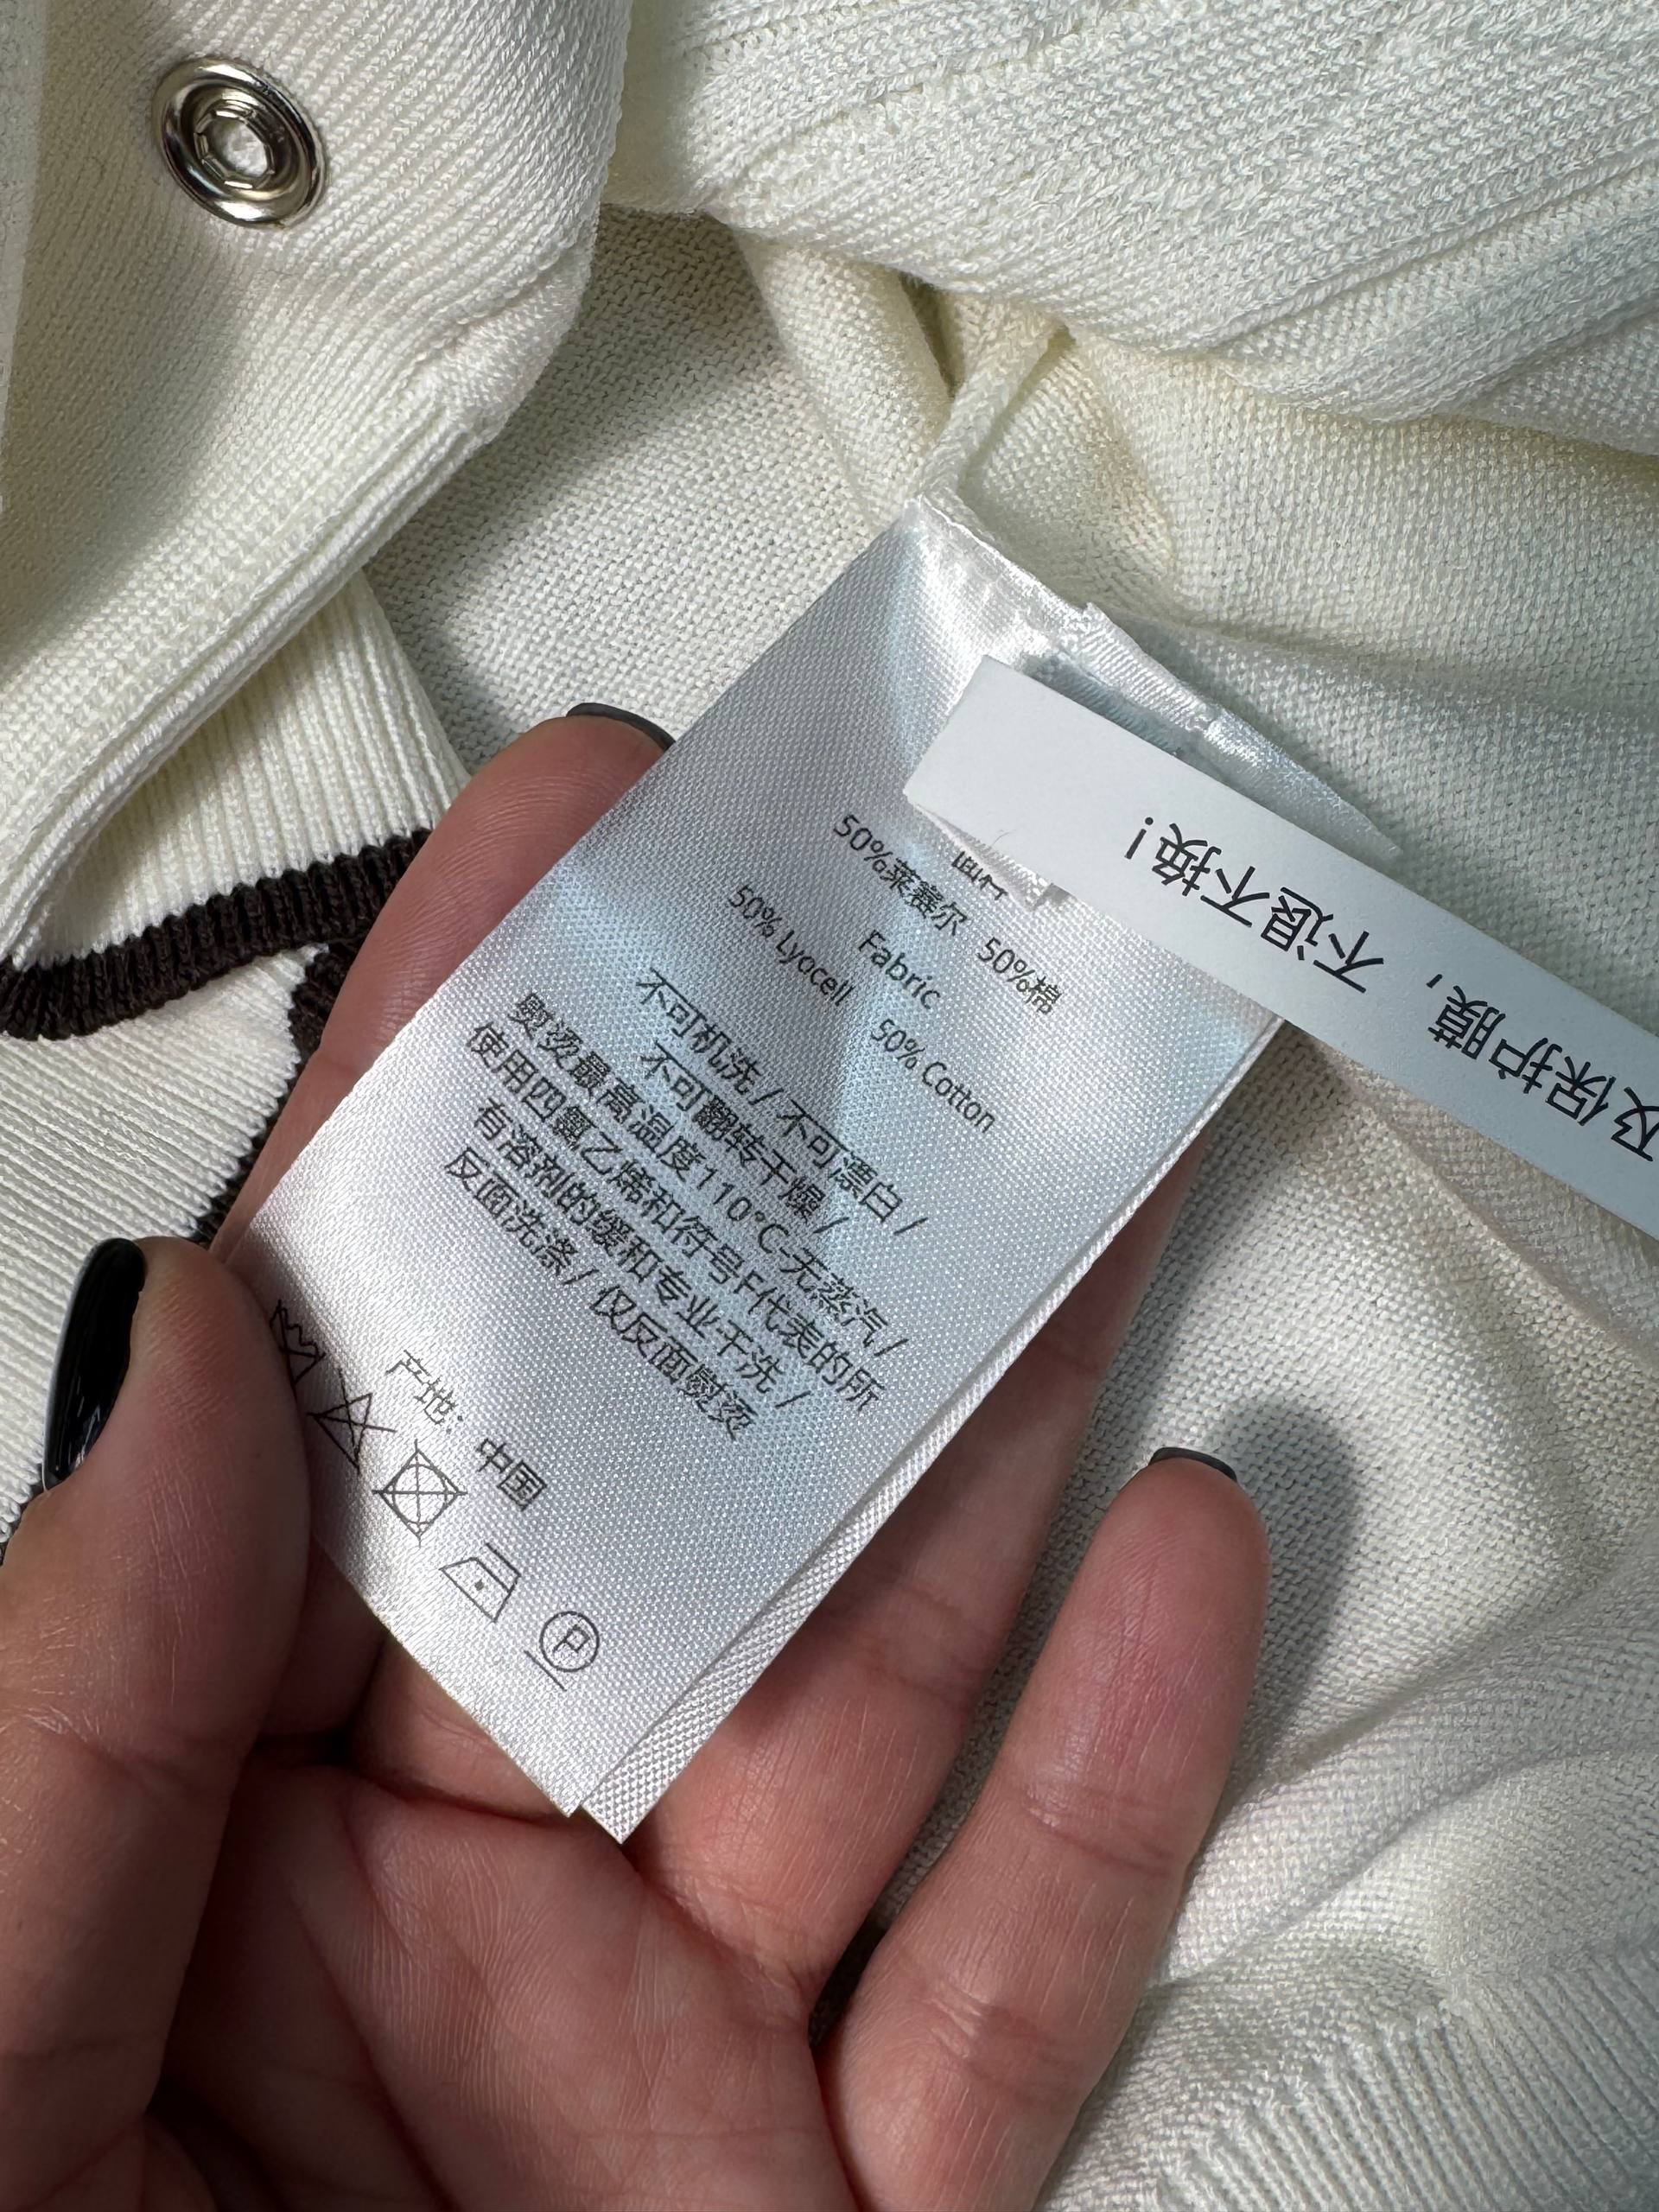 面料
50%莱赛尔 50%棉
Fabric
50% Lyocell 50% Cotton
不可机洗 / 不可漂白 /
不可翻转干燥 /
熨烫最高温度110°C-无蒸汽 /
使用四氯乙烯和符号F代表的所
有溶剂的缓和专业干洗 /
反面洗涤 / 仅反面熨烫
产地: 中国
P
及保护膜，不退不换！